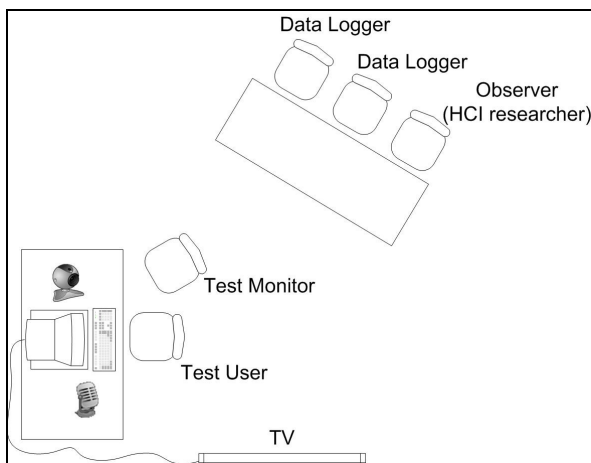 Data Logger
Data Logger
Observer
(HCI researcher)
Test Monitor
Test User
TV